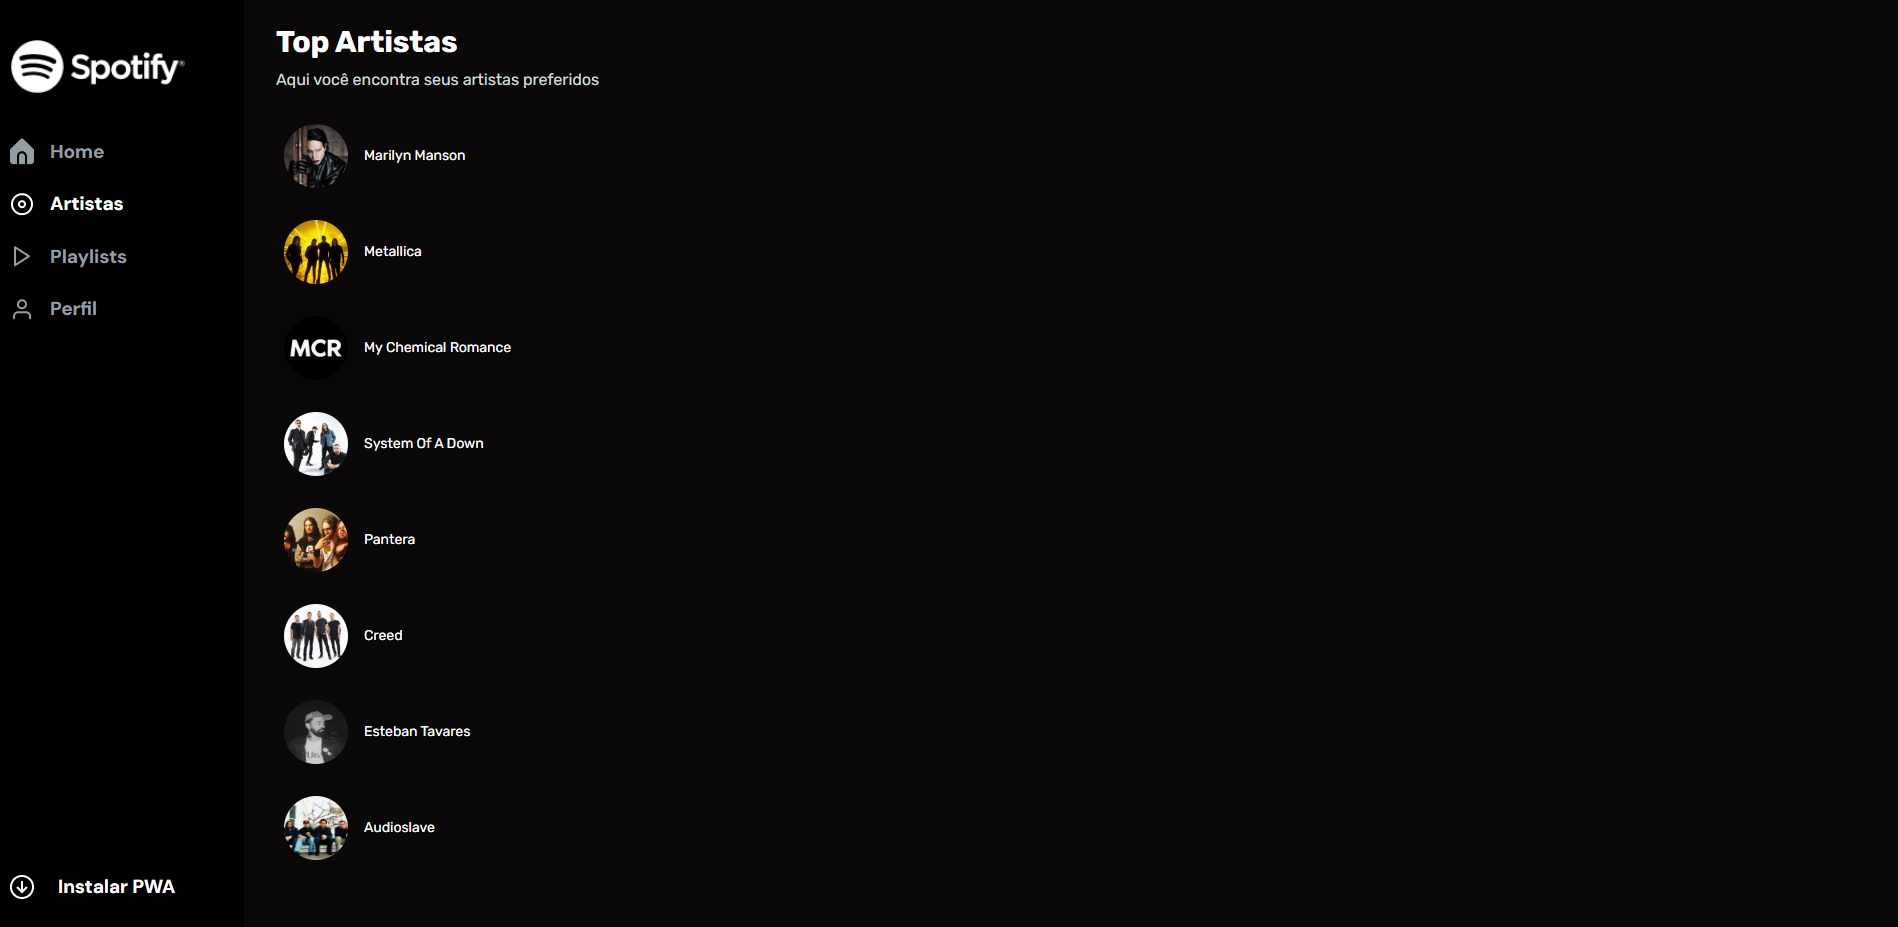 Spotify®
Home
Artistas
Playlists
Perfil
Instalar PWA
Top Artistas
Aqui você encontra seus artistas preferidos
Marilyn Manson
Metallica
MCR
My Chemical Romance
System Of A Down
Pantera
Creed
Esteban Tavares
Audioslave